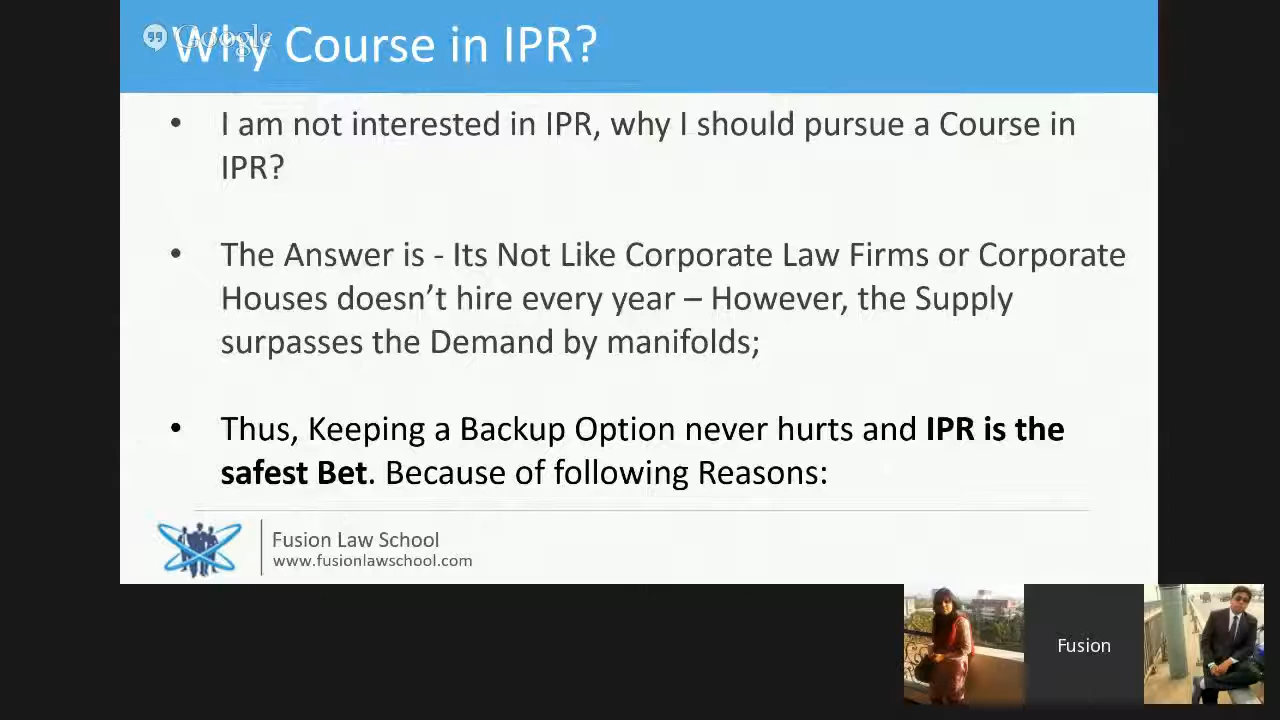 Google
Why Course in IPR?
• I am not interested in IPR, why I should pursue a Course in
IPR?
• The Answer is - Its Not Like Corporate Law Firms or Corporate
Houses doesn’t hire every year – However, the Supply
surpasses the Demand by manifolds;
• Thus, Keeping a Backup Option never hurts and IPR is the
safest Bet. Because of following Reasons:
Fusion Law School
www.fusionlawschool.com
Fusion